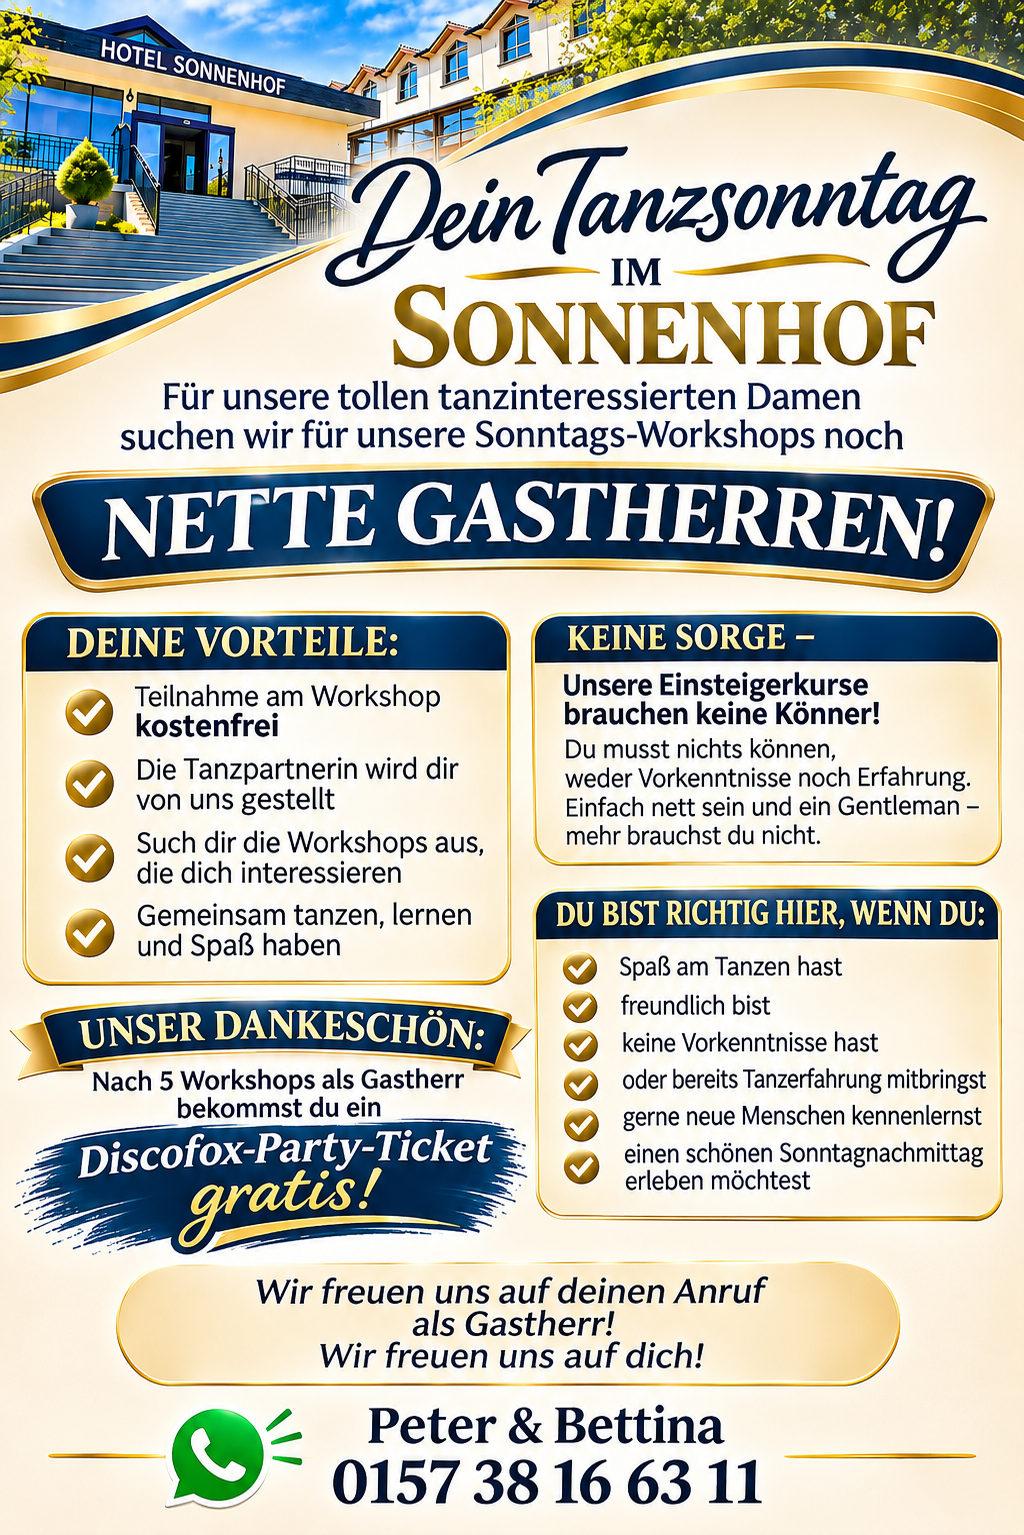 HOTEL SONNENHOF
Dein Tanzsonntag
IM
SONNENHOF
Für unsere tollen tanzinteressierten Damen
suchen wir für unsere Sonntags-Workshops noch
NETTE GASTHERREN!
DEINE VORTEILE:
Teilnahme am Workshop
kostenfrei
Die Tanzpartnerin wird dir
von uns gestellt
Such dir die Workshops aus,
die dich interessieren
Gemeinsam tanzen, lernen
und Spaß haben
KEINE SORGE –
Unsere Einsteigerkurse
brauchen keine Könner!
Du musst nichts können,
weder Vorkenntnisse noch Erfahrung.
Einfach nett sein und ein Gentleman –
mehr brauchst du nicht.
DU BIST RICHTIG HIER, WENN DU:
Spaß am Tanzen hast
freundlich bist
keine Vorkenntnisse hast
oder bereits Tanzerfahrung mitbringst
gerne neue Menschen kennenlernst
einen schönen Sonntagnachmittag
erleben möchtest
UNSER DANKESCHÖN:
Nach 5 Workshops als Gastherr
bekommst du ein
Discofox-Party-Ticket
gratis!
Wir freuen uns auf deinen Anruf
als Gastherr!
Wir freuen uns auf dich!
Peter & Bettina
0157 38 16 63 11